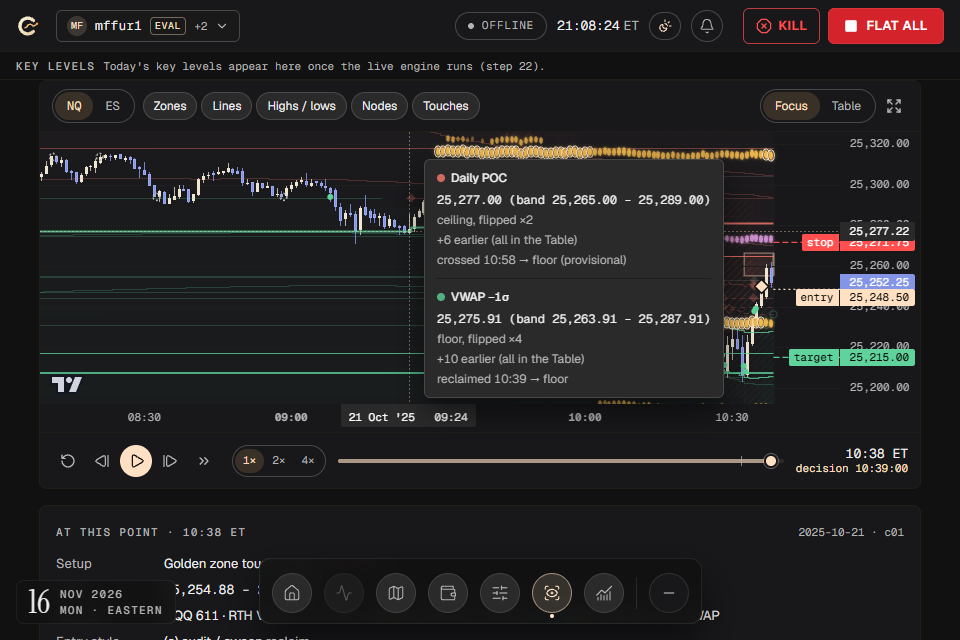 MF mffur1 EVAL +2
OFFLINE
21:08:24 ET
KILL
FLAT ALL
KEY LEVELS Today's key levels appear here once the live engine runs (step 22).
NQ ES Zones Lines Highs / lows Nodes Touches
Focus Table
25,320.00
25,300.00
25,277.22
stop 25,271.75
25,260.00
25,252.25
entry 25,248.50
25,240.00
25,220.00
target 25,215.00
25,200.00
Daily POC
25,277.00 (band 25,265.00 – 25,289.00)
ceiling, flipped ×2
+6 earlier (all in the Table)
crossed 10:58 → floor (provisional)
VWAP −1σ
25,275.91 (band 25,263.91 – 25,287.91)
floor, flipped ×4
+10 earlier (all in the Table)
reclaimed 10:39 → floor
08:30 09:00 21 Oct '25 09:24 10:00 10:30
1× 2× 4×
10:38 ET
decision 10:39:00
AT THIS POINT · 10:38 ET
2025-10-21 · c01
Setup Golden zone
16 NOV 2026
MON · EASTERN
5,254.88 –
QQ 611 · RTH